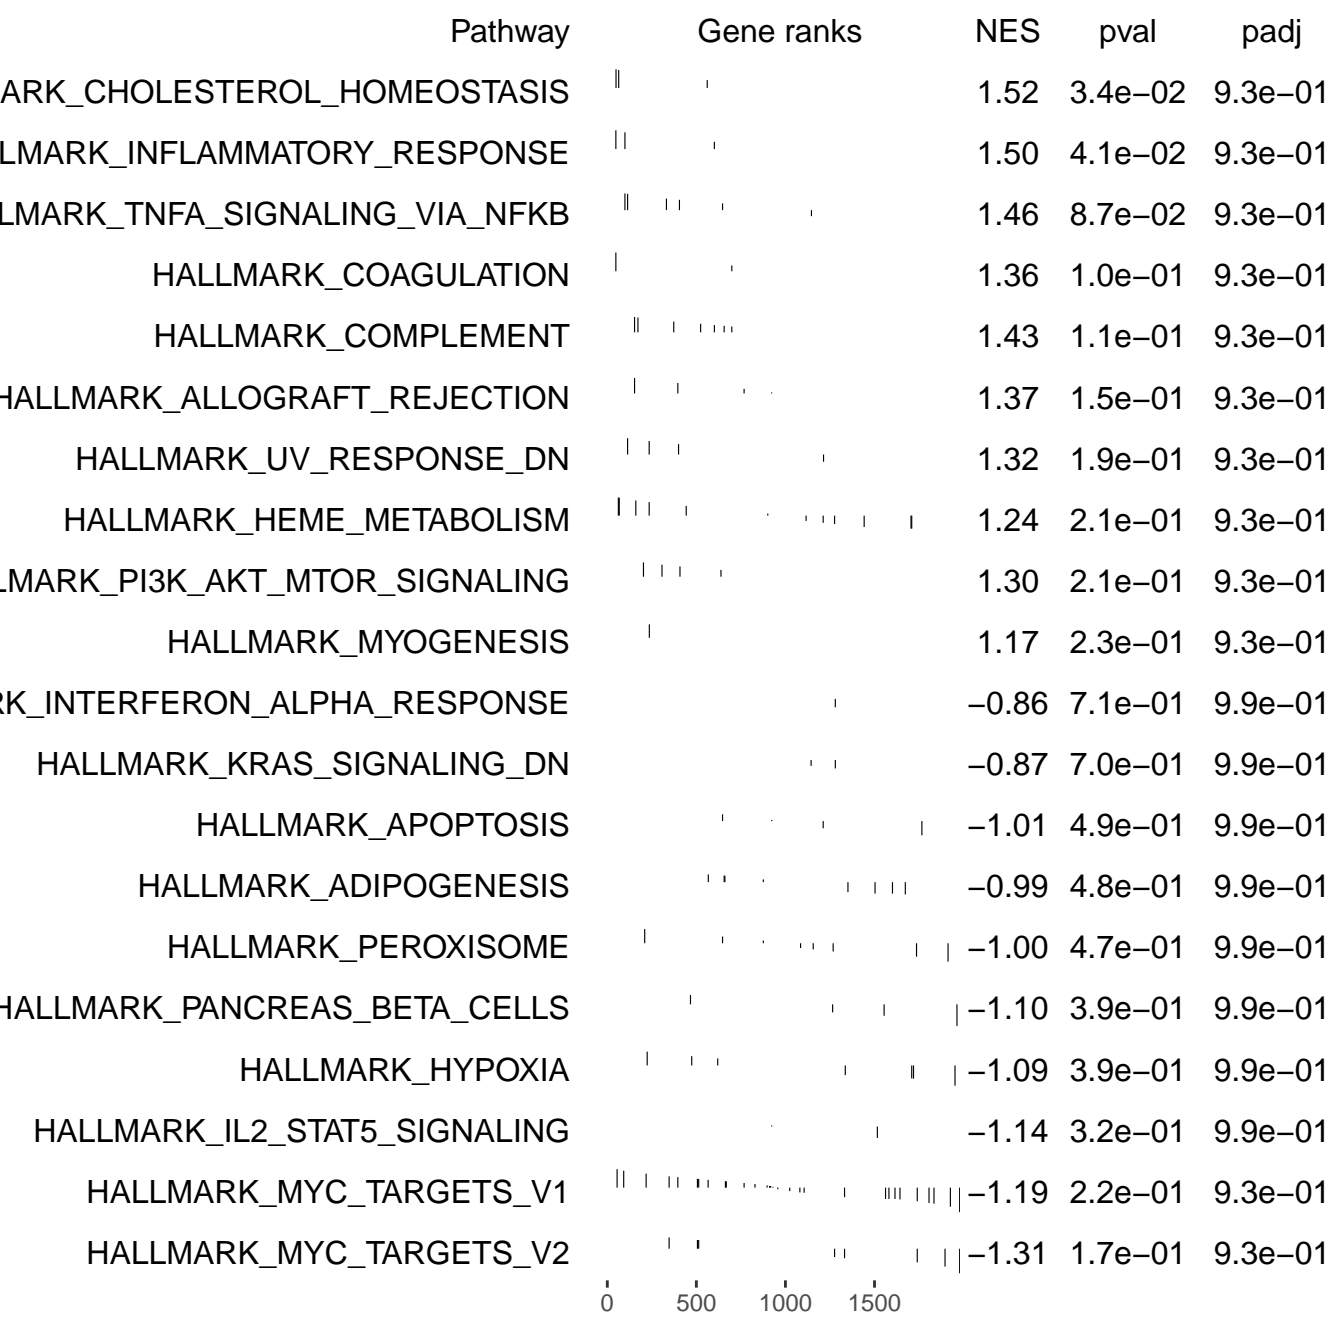 Pathway Gene ranks NES pval padj
ARK_CHOLESTEROL_HOMEOSTASIS 1.52 3.4e−02 9.3e−01
LMARK_INFLAMMATORY_RESPONSE 1.50 4.1e−02 9.3e−01
LMARK_TNFA_SIGNALING_VIA_NFKB 1.46 8.7e−02 9.3e−01
HALLMARK_COAGULATION 1.36 1.0e−01 9.3e−01
HALLMARK_COMPLEMENT 1.43 1.1e−01 9.3e−01
HALLMARK_ALLOGRAFT_REJECTION 1.37 1.5e−01 9.3e−01
HALLMARK_UV_RESPONSE_DN 1.32 1.9e−01 9.3e−01
HALLMARK_HEME_METABOLISM 1.24 2.1e−01 9.3e−01
LMARK_PI3K_AKT_MTOR_SIGNALING 1.30 2.1e−01 9.3e−01
HALLMARK_MYOGENESIS 1.17 2.3e−01 9.3e−01
RK_INTERFERON_ALPHA_RESPONSE −0.86 7.1e−01 9.9e−01
HALLMARK_KRAS_SIGNALING_DN −0.87 7.0e−01 9.9e−01
HALLMARK_APOPTOSIS −1.01 4.9e−01 9.9e−01
HALLMARK_ADIPOGENESIS −0.99 4.8e−01 9.9e−01
HALLMARK_PEROXISOME −1.00 4.7e−01 9.9e−01
HALLMARK_PANCREAS_BETA_CELLS −1.10 3.9e−01 9.9e−01
HALLMARK_HYPOXIA −1.09 3.9e−01 9.9e−01
HALLMARK_IL2_STAT5_SIGNALING −1.14 3.2e−01 9.9e−01
HALLMARK_MYC_TARGETS_V1 −1.19 2.2e−01 9.3e−01
HALLMARK_MYC_TARGETS_V2 −1.31 1.7e−01 9.3e−01
0 500 1000 1500